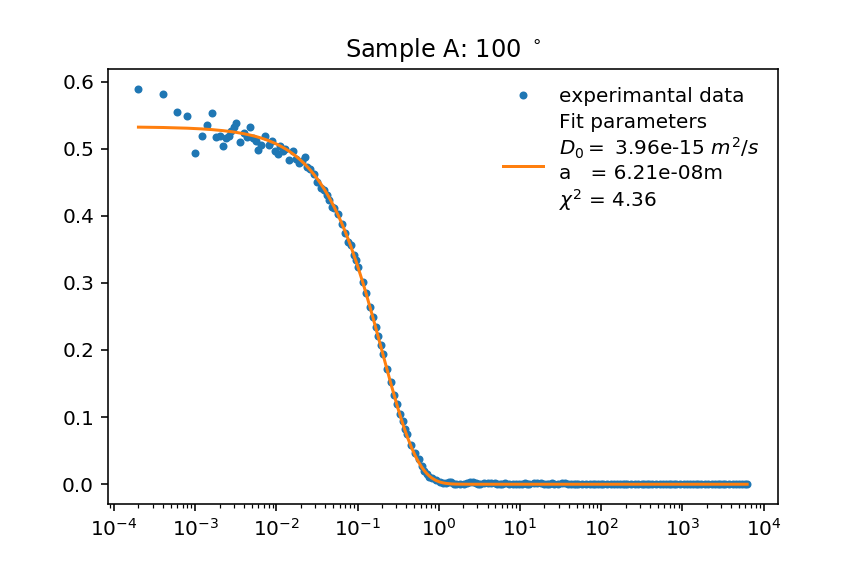 Sample A: 100 °
experimantal data
Fit parameters
D₀ = 3.96e-15 m²/s
a = 6.21e-08m
χ² = 4.36
0.6
0.5
0.4
0.3
0.2
0.1
0.0
10⁻⁴ 10⁻³ 10⁻² 10⁻¹ 10⁰ 10¹ 10² 10³ 10⁴